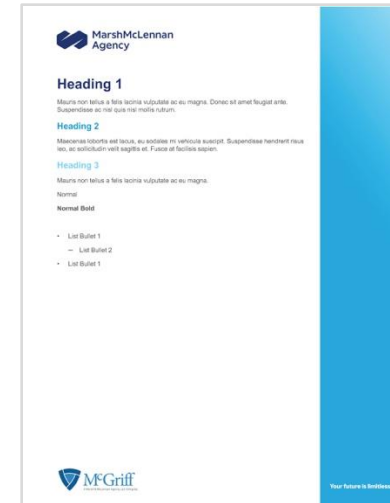 MarshMcLennan
Agency
Heading 1
Mauris non tellus a felis lacinia vulputate ac eu magna. Donec sit amet feugiat ante.
Suspendisse ac nisl quis nisl mollis rutrum.
Heading 2
Maecenas lobortis est lacus, eu sodales mi vehicula suscipit. Suspendisse hendrerit risus
leo, ac sollicitudin velit sagittis et. Fusce at facilisis sapien.
Heading 3
Mauris non tellus a felis lacinia vulputate ac eu magna.
Normal
Normal Bold
• List Bullet 1
– List Bullet 2
• List Bullet 1
McGriff
Your future is limitless